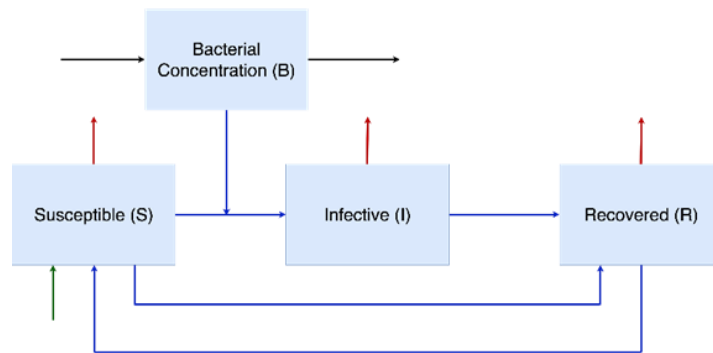 Bacterial
Concentration (B)
Susceptible (S)
Infective (I)
Recovered (R)